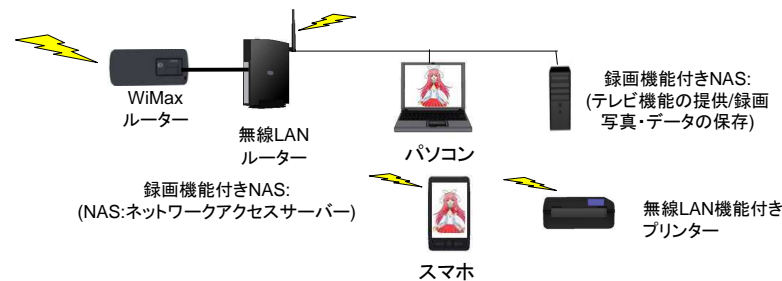 WiMax
ルーター
無線LAN
ルーター
パソコン
録画機能付きNAS:
(テレビ機能の提供/録画
写真・データの保存)
録画機能付きNAS:
(NAS:ネットワークアクセスサーバー)
スマホ
無線LAN機能付き
プリンター